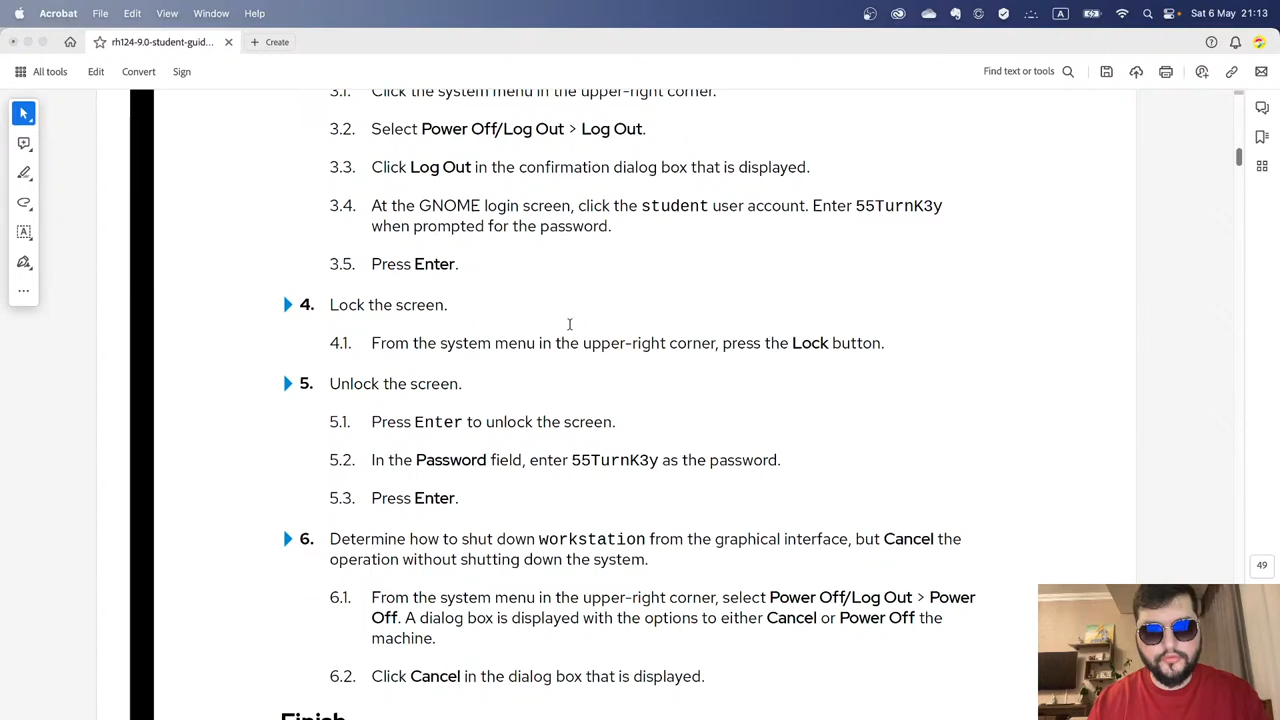 Acrobat File Edit View Window Help A Sat 6 May 21:13
rh124-9.0-student-guid... Create
All tools Edit Convert Sign Find text or tools
3.1. Click the system menu in the upper-right corner.
3.2. Select Power Off/Log Out > Log Out.
3.3. Click Log Out in the confirmation dialog box that is displayed.
3.4. At the GNOME login screen, click the student user account. Enter 55TurnK3y
when prompted for the password.
3.5. Press Enter.
4. Lock the screen.
4.1. From the system menu in the upper-right corner, press the Lock button.
5. Unlock the screen.
5.1. Press Enter to unlock the screen.
5.2. In the Password field, enter 55TurnK3y as the password.
5.3. Press Enter.
6. Determine how to shut down workstation from the graphical interface, but Cancel the
operation without shutting down the system.
49
6.1. From the system menu in the upper-right corner, select Power Off/Log Out > Power
Off. A dialog box is displayed with the options to either Cancel or Power Off the
machine.
6.2. Click Cancel in the dialog box that is displayed.
Finish